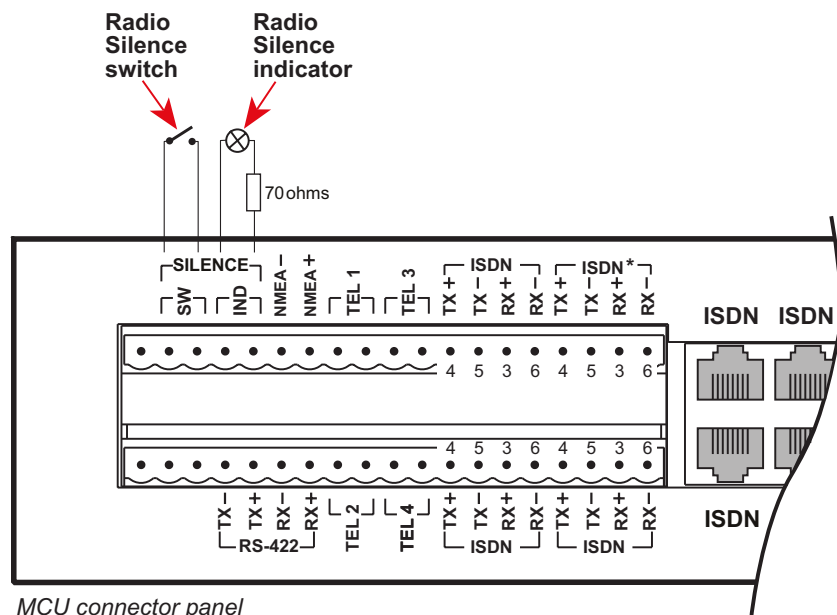 Radio
Silence
switch
Radio
Silence
indicator
70 ohms
SILENCE
SW
IND
NMEA−
NMEA+
TEL 1
TEL 3
ISDN
TX+
TX−
RX+
RX−
ISDN*
TX+
TX−
RX+
RX−
ISDN
ISDN
4 5 3 6 4 5 3 6
4 5 3 6 4 5 3 6
TX−
TX+
RX−
RX+
RS-422
TEL 2
TEL 4
TX+
TX−
RX+
RX−
ISDN
TX+
TX−
RX+
RX−
ISDN
ISDN
MCU connector panel